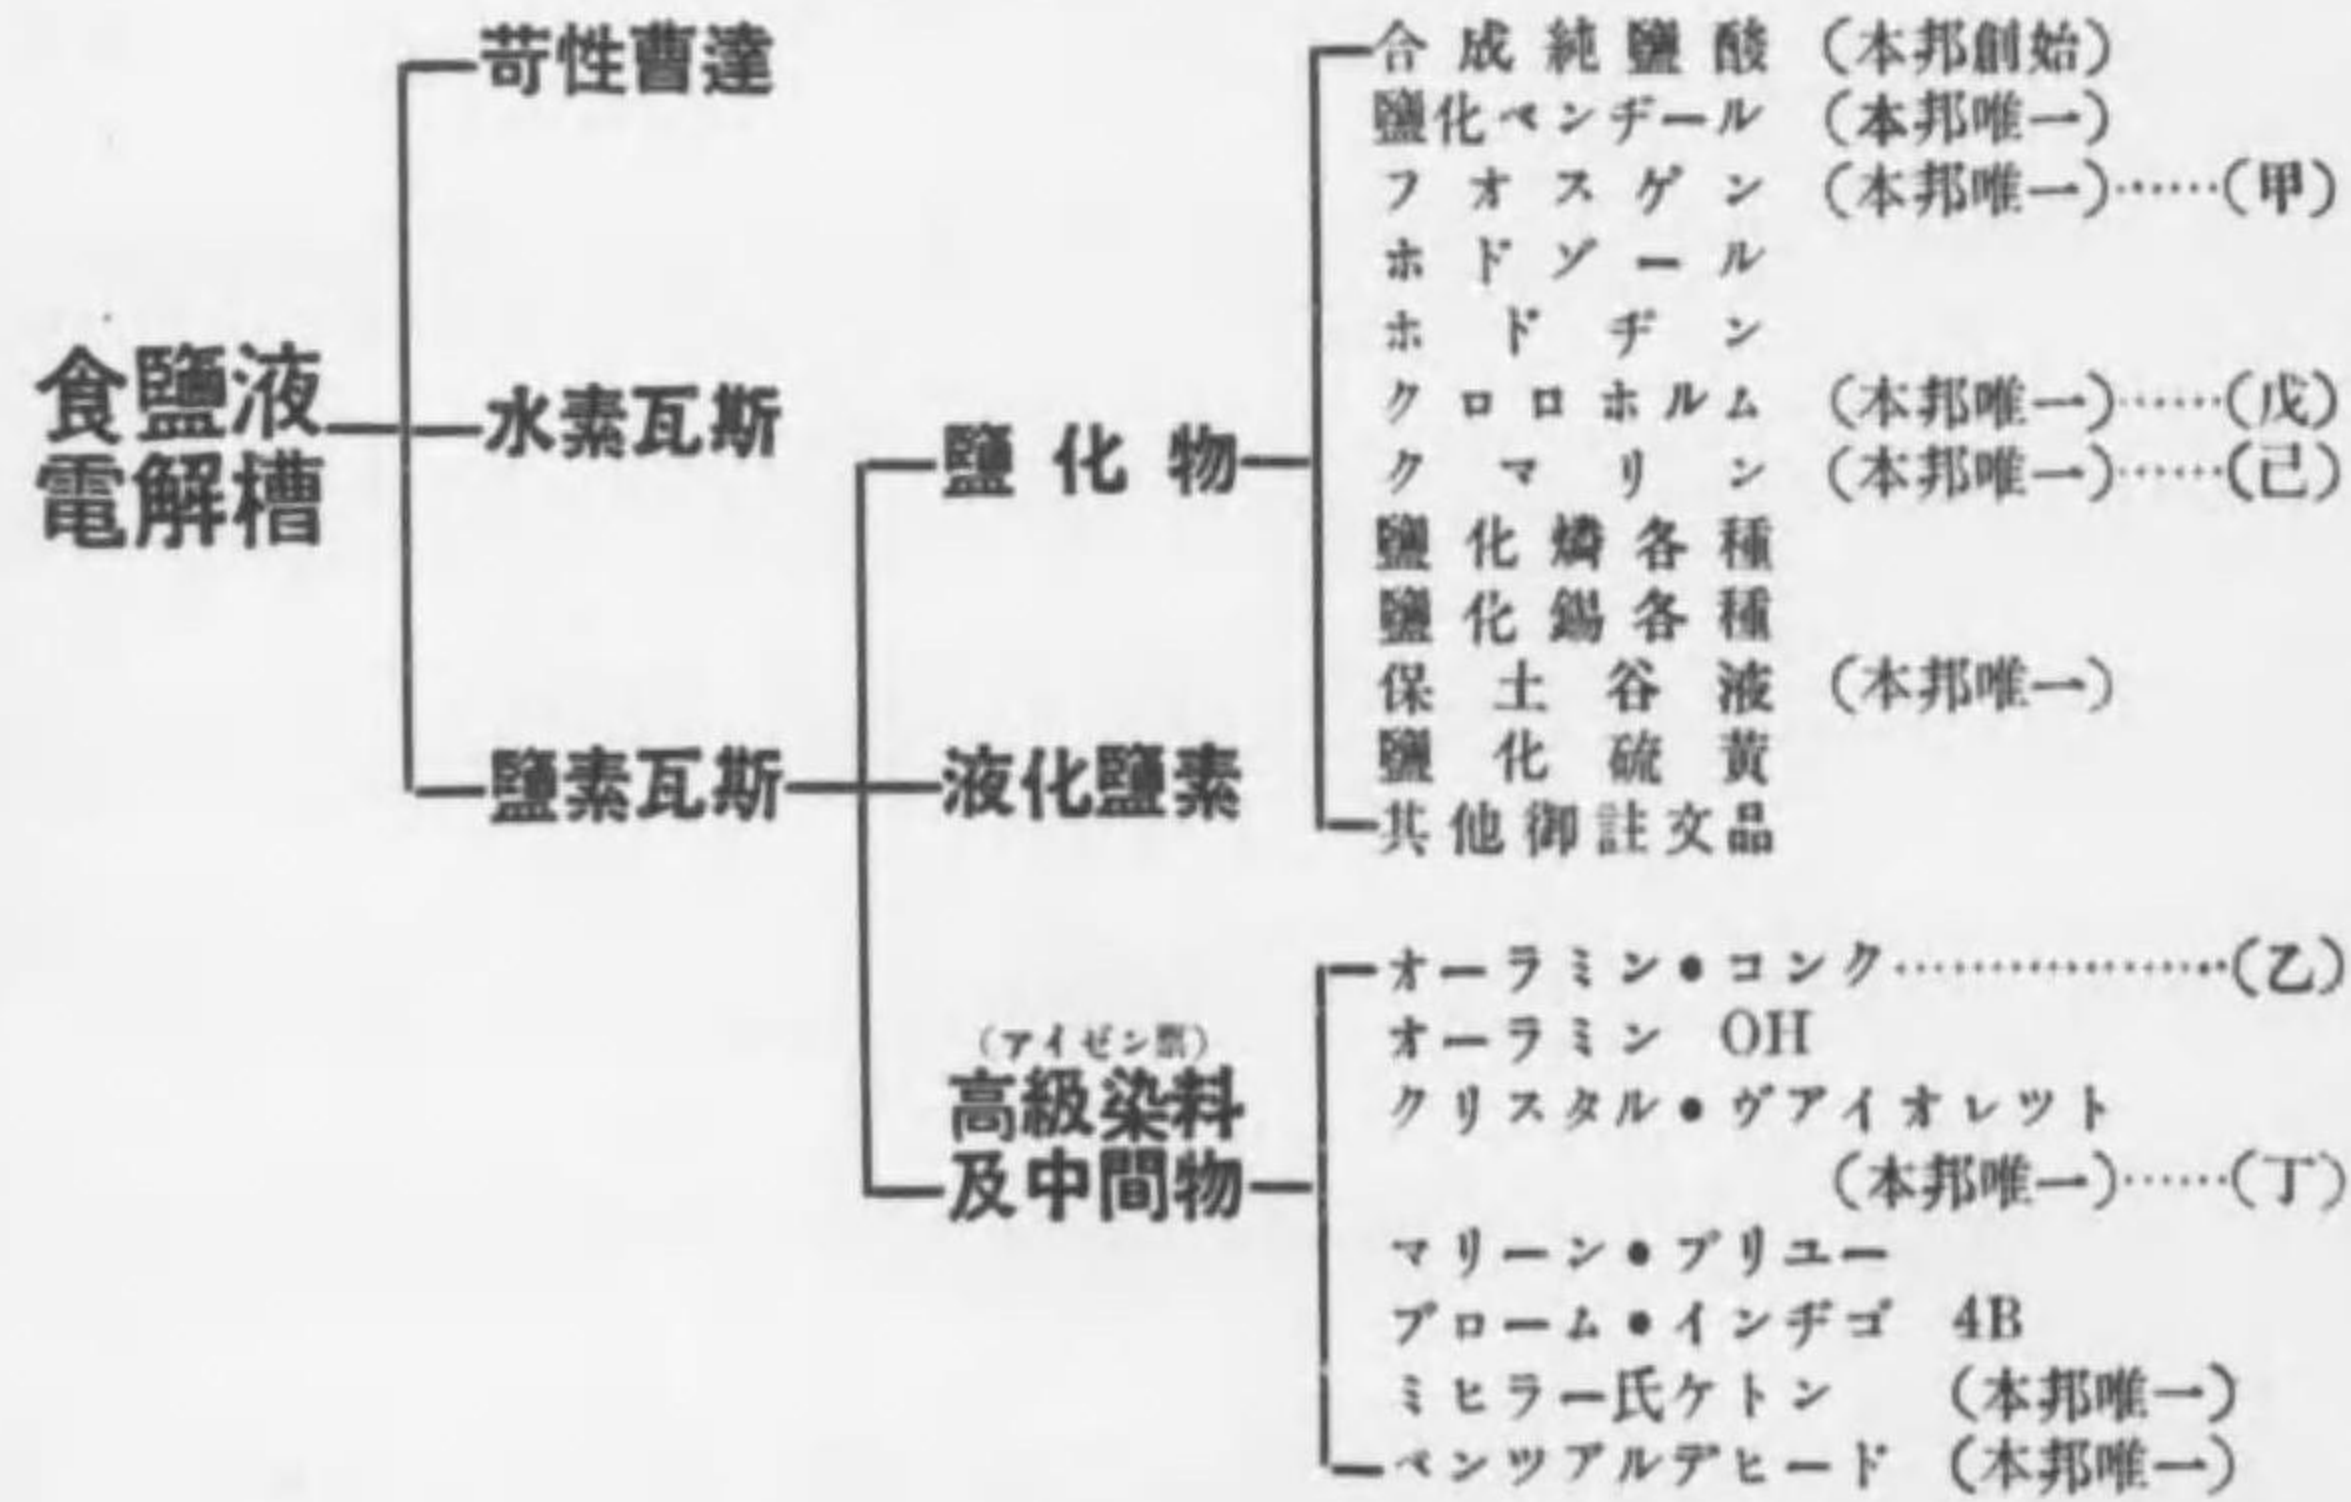 食鹽液
電解槽
苛性曹達
水素瓦斯
鹽素瓦斯
鹽化物
液化鹽素
(アイゼン票)
高級染料
及中間物
合成純鹽酸 (本邦創始)
鹽化ベンヂール (本邦唯一)
フオスゲン (本邦唯一)……(甲)
ホドゾール
ホドヂン
クロロホルム (本邦唯一)……(戊)
クマリン (本邦唯一)……(己)
鹽化燐各種
鹽化錫各種
保土谷液 (本邦唯一)
鹽化硫黄
其他御註文品
オーラミン•コンク………………(乙)
オーラミン OH
クリスタル•ヴアイオレツト
(本邦唯一)……(丁)
マリーン•ブリユー
ブローム•インヂゴ 4B
ミヒラー氏ケトン (本邦唯一)
ベンツアルデヒード (本邦唯一)